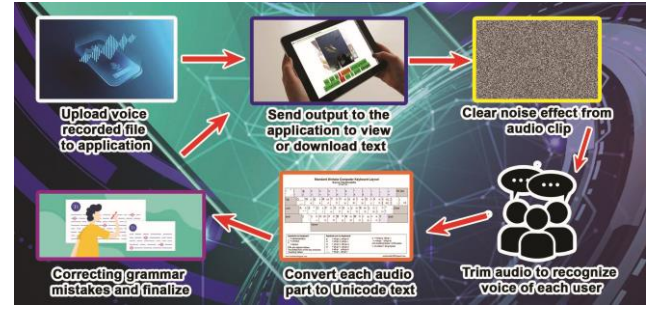 Upload voice
recorded file
to application
Send output to the
application to view
or download text
Clear noise effect from
audio clip
Correcting grammar
mistakes and finalize
Convert each audio
part to Unicode text
Trim audio to recognize
voice of each user